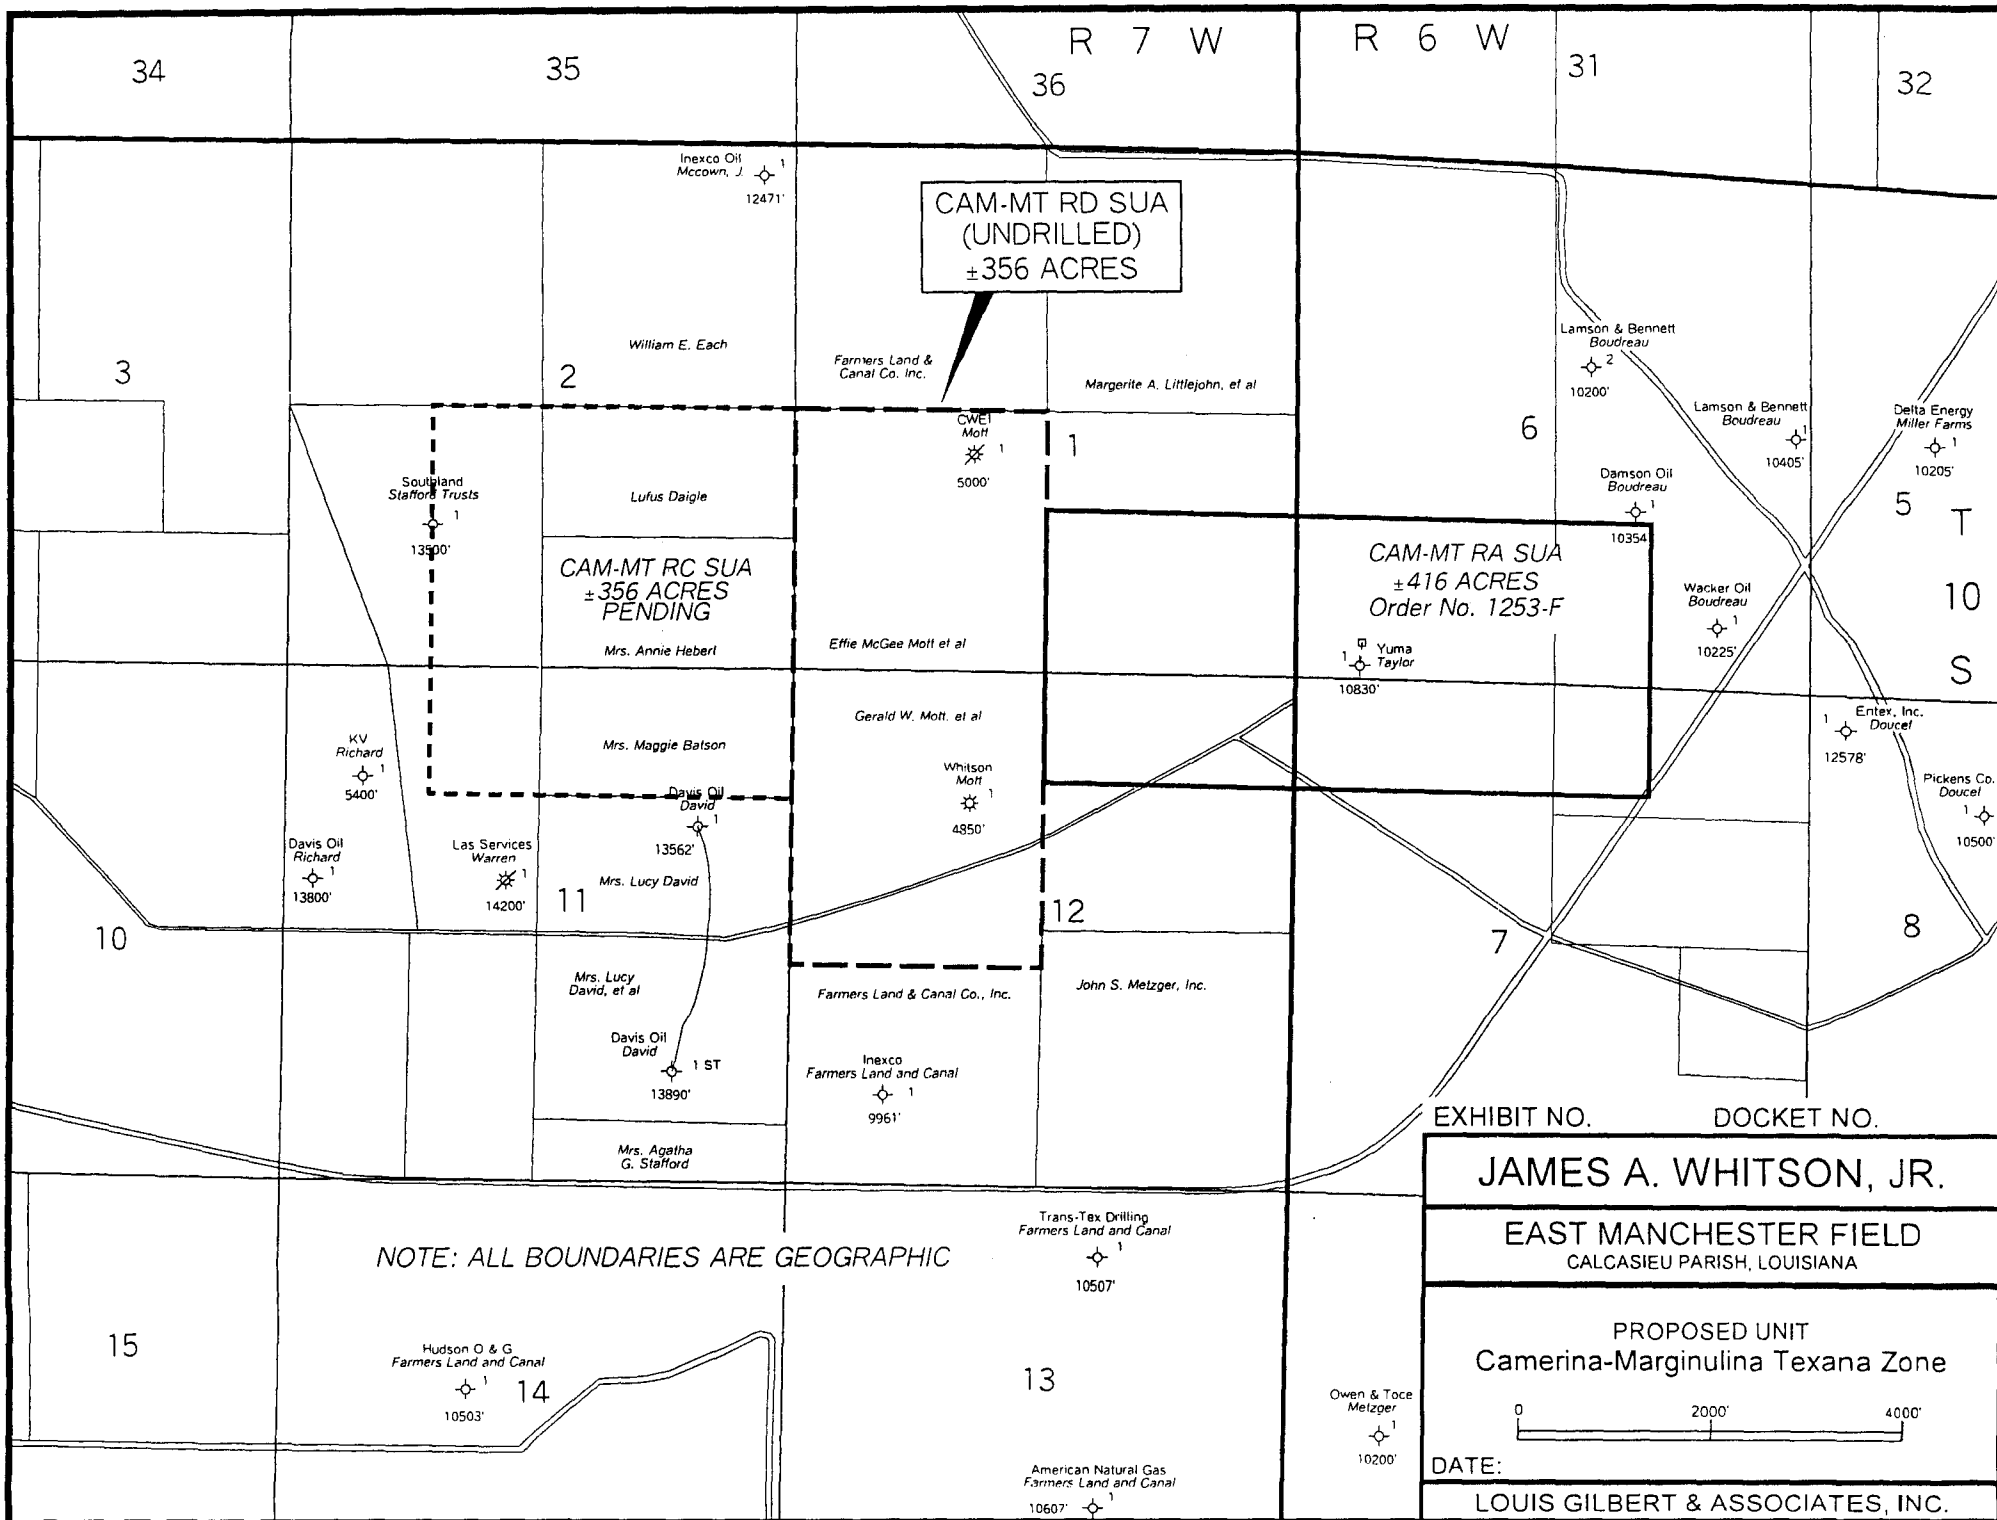 R 7 W
R 6 W
34
35
36
31
32
Inexco Oil
Mccown, J.
1
12471'
CAM-MT RD SUA
(UNDRILLED)
±356 ACRES
William E. Each
Farmers Land &
Canal Co. Inc.
Margerite A. Littlejohn, et al
Lamson & Bennett
Boudreau
2
10200'
3
2
1
6
5
Lamson & Bennett
Boudreau
1
10405'
Delta Energy
Miller Farms
1
10205'
CWEI
Mott
1
5000'
Southland
Stafford Trusts
1
13500'
Lufus Daigle
Damson Oil
Boudreau
1
10354
T
10
S
CAM-MT RC SUA
±356 ACRES
PENDING
CAM-MT RA SUA
±416 ACRES
Order No. 1253-F
Wacker Oil
Boudreau
1
10225'
Mrs. Annie Hebert
Effie McGee Mott et al
Yuma
Taylor
1
10830'
Gerald W. Mott, et al
Entex, Inc.
Doucet
1
12578'
KV
Richard
1
5400'
Mrs. Maggie Batson
Whitson
Mott
1
4850'
Davis Oil
David
1
13562'
Pickens Co.
Doucet
1
10500'
Davis Oil
Richard
1
13800'
Las Services
Warren
1
14200'
Mrs. Lucy David
10
11
12
7
8
Mrs. Lucy
David, et al
Farmers Land & Canal Co., Inc.
John S. Metzger, Inc.
Davis Oil
David
1 ST
13890'
Inexco
Farmers Land and Canal
1
9961'
Mrs. Agatha
G. Stafford
Trans-Tex Drilling
Farmers Land and Canal
1
10507'
NOTE: ALL BOUNDARIES ARE GEOGRAPHIC
15
14
13
Hudson O & G
Farmers Land and Canal
1
10503'
Owen & Toce
Metzger
1
10200'
American Natural Gas
Farmers Land and Canal
1
10607'
EXHIBIT NO. DOCKET NO.
JAMES A. WHITSON, JR.
EAST MANCHESTER FIELD
CALCASIEU PARISH, LOUISIANA
PROPOSED UNIT
Camerina-Marginulina Texana Zone
0 2000' 4000'
DATE:
LOUIS GILBERT & ASSOCIATES, INC.